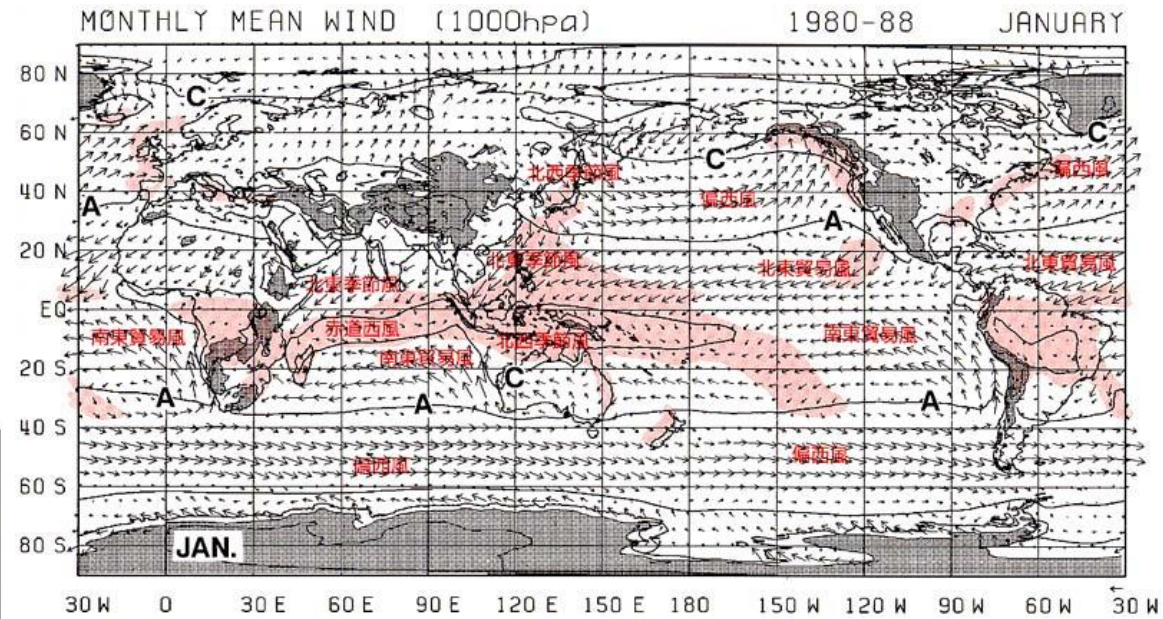 MONTHLY MEAN WIND (1000hpa) 1980-88 JANUARY
80 N
C
60 N
C
C
北西季節風
偏西風
40 N
偏西風
A
A
20 N
北東季節風
北東貿易風
北東貿易風
北東季節風
EQ
赤道西風
南東貿易風
北西季節風
南東貿易風
南東貿易風
20 S
C
A
A
A
40 S
偏西風
偏西風
60 S
80 S
JAN.
30 W 0 30 E 60 E 90 E 120 E 150 E 180 150 W 120 W 90 W 60 W 30 W